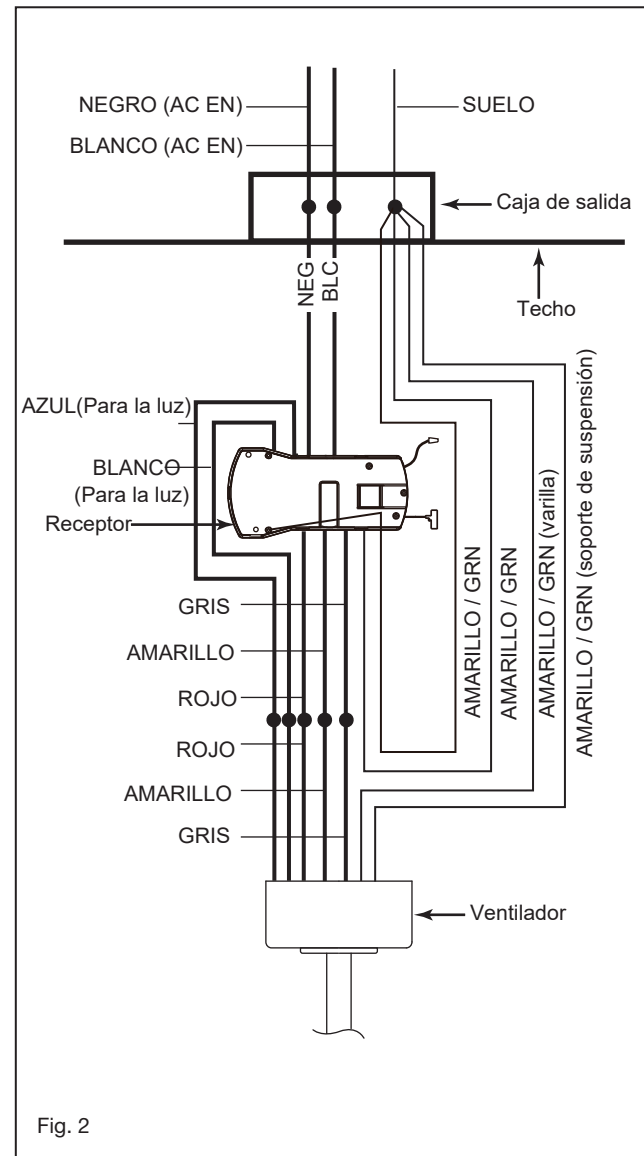 NEGRO (AC EN)
SUELO
BLANCO (AC EN)
Caja de salida
NEG
BLC
Techo
AZUL(Para la luz)
BLANCO
(Para la luz)
Receptor
GRIS
AMARILLO
ROJO
ROJO
AMARILLO
GRIS
AMARILLO / GRN
AMARILLO / GRN
AMARILLO / GRN (varilla)
AMARILLO / GRN (soporte de suspensión)
Ventilador
Fig. 2